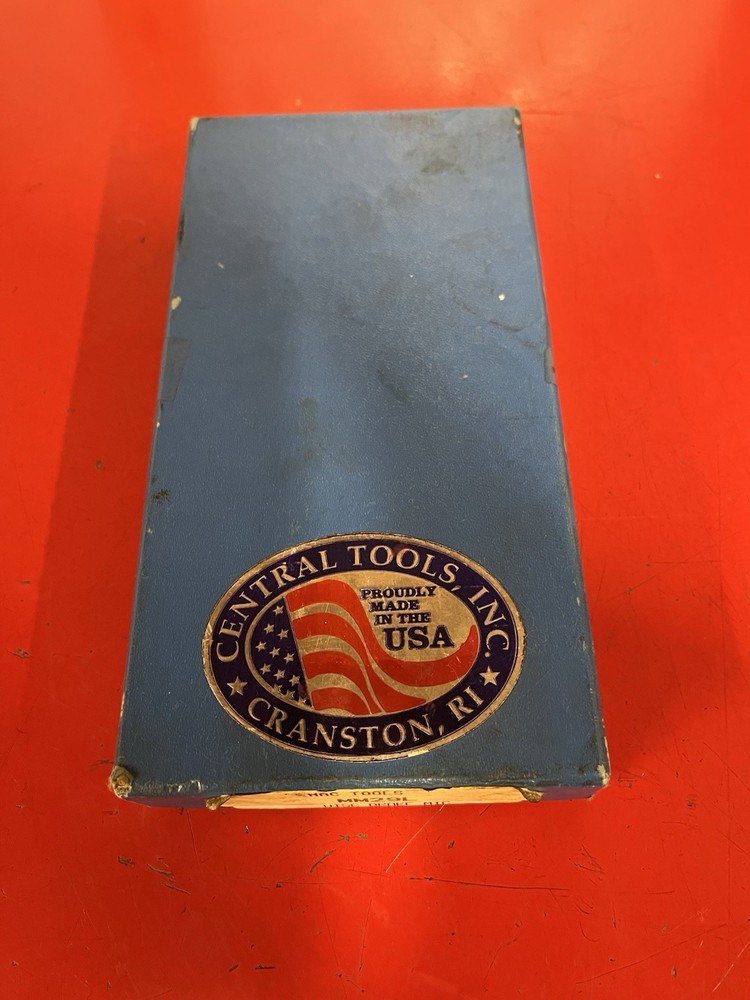 CENTRAL TOOLS, INC.
PROUDLY
MADE
IN THE
USA
CRANSTON, RI
MAC TOOLS